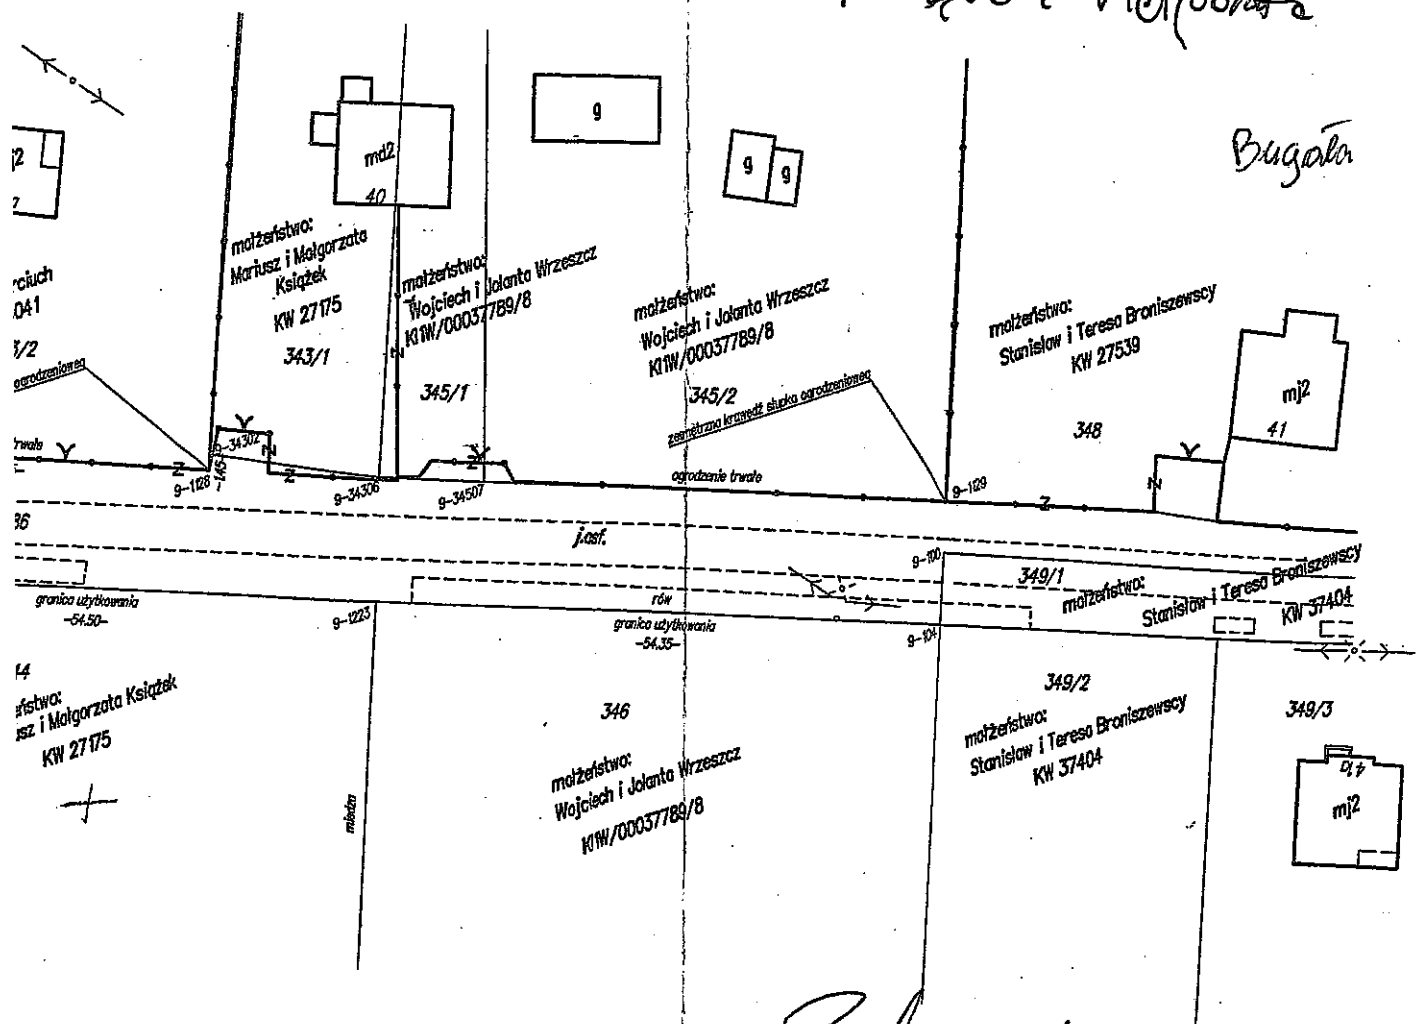 Bugała
g
g
g
md2
40
małżeństwo:
Mariusz i Małgorzata
Książek
KW 27175
343/1
małżeństwo:
Wojciech i Jolanta Wrzeszcz
KI1W/00037789/8
345/1
małżeństwo:
Wojciech i Jolanta Wrzeszcz
KI1W/00037789/8
345/2
zewnętrzna krawędź słupka ogrodzeniowego
małżeństwo:
Stanisław i Teresa Broniszewscy
KW 27539
348
mj2
41
ogrodzeniowego
9-1128
9-34302
9-34306
9-34507
ogrodzenie trwałe
9-1129
j.asf.
9-100
349/1
małżeństwo:
Stanisław i Teresa Broniszewscy
KW 37404
granica użytkowania
-54.50-
9-1223
rów
granica użytkowania
-54.35-
9-104
KW 27175
346
małżeństwo:
Wojciech i Jolanta Wrzeszcz
KI1W/00037789/8
miedza
349/2
małżeństwo:
Stanisław i Teresa Broniszewscy
KW 37404
349/3
mj2